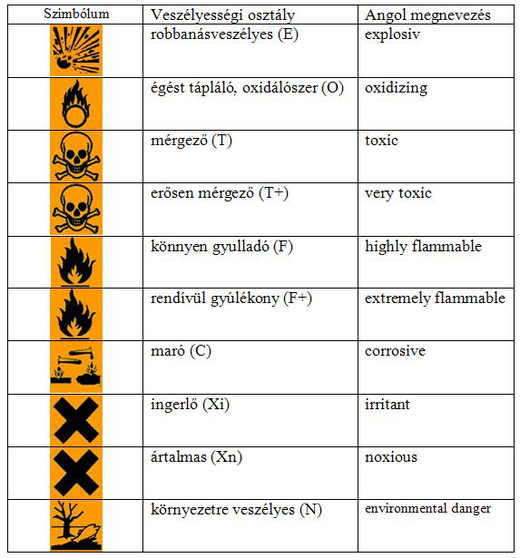 Szimbólum Veszélyességi osztály Angol megnevezés
robbanásveszélyes (E) explosiv
égést tápláló, oxidálószer (O) oxidizing
mérgező (T) toxic
erősen mérgező (T+) very toxic
könnyen gyulladó (F) highly flammable
rendívül gyúlékony (F+) extremely flammable
maró (C) corrosive
ingerlő (Xi) irritant
ártalmas (Xn) noxious
környezetre veszélyes (N) environmental danger